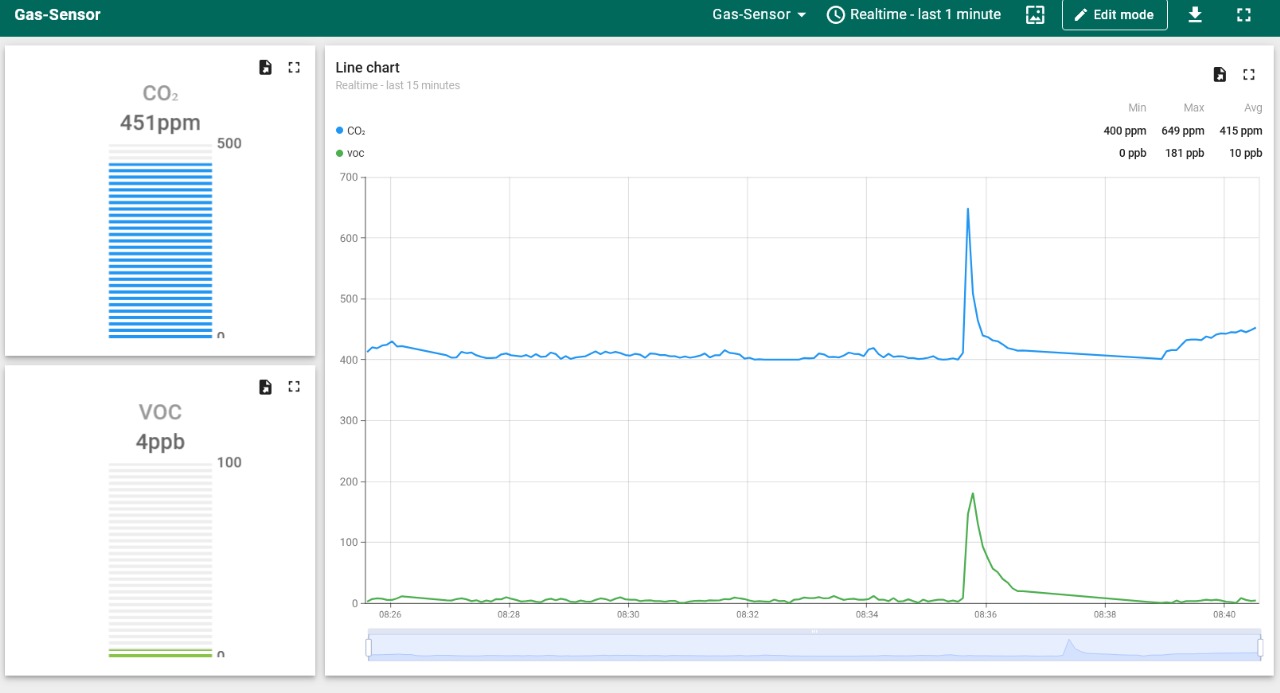 Gas-Sensor
Gas-Sensor
Realtime - last 1 minute
Edit mode
CO₂
451ppm
500
0
VOC
4ppb
100
0
Line chart
Realtime - last 15 minutes
Min Max Avg
CO₂ 400 ppm 649 ppm 415 ppm
VOC 0 ppb 181 ppb 10 ppb
700
600
500
400
300
200
100
0
08:26 08:28 08:30 08:32 08:34 08:36 08:38 08:40